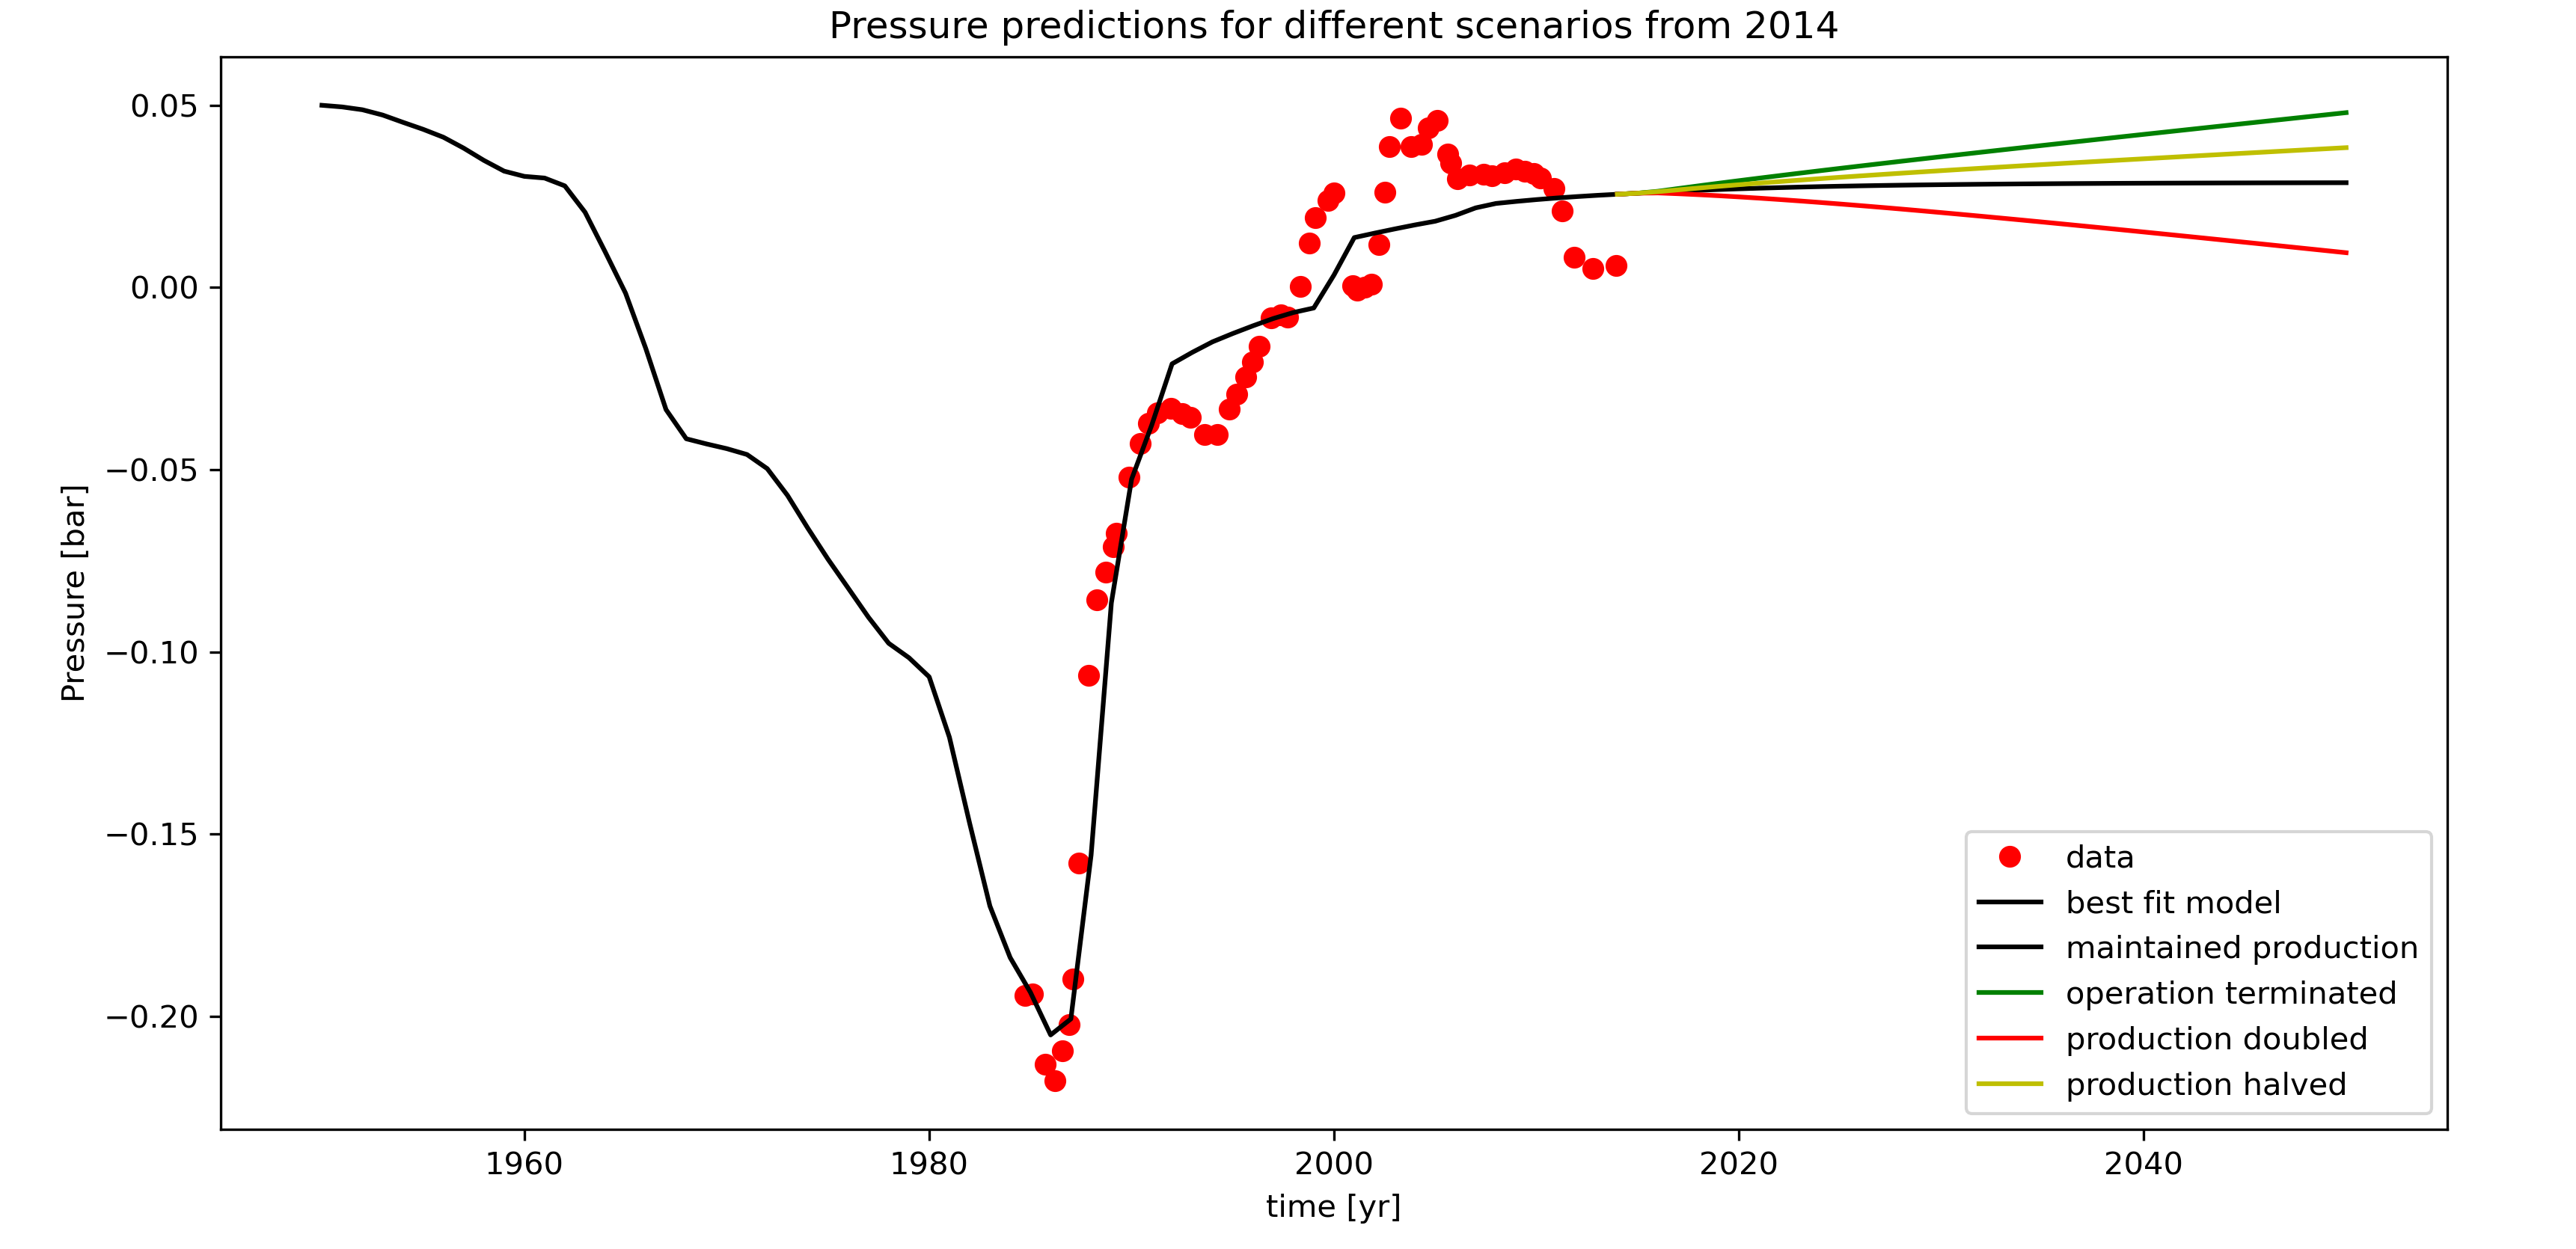 Pressure predictions for different scenarios from 2014
Pressure [bar]
0.05
0.00
−0.05
−0.10
−0.15
−0.20
1960
1980
2000
2020
2040
time [yr]
data
best fit model
maintained production
operation terminated
production doubled
production halved